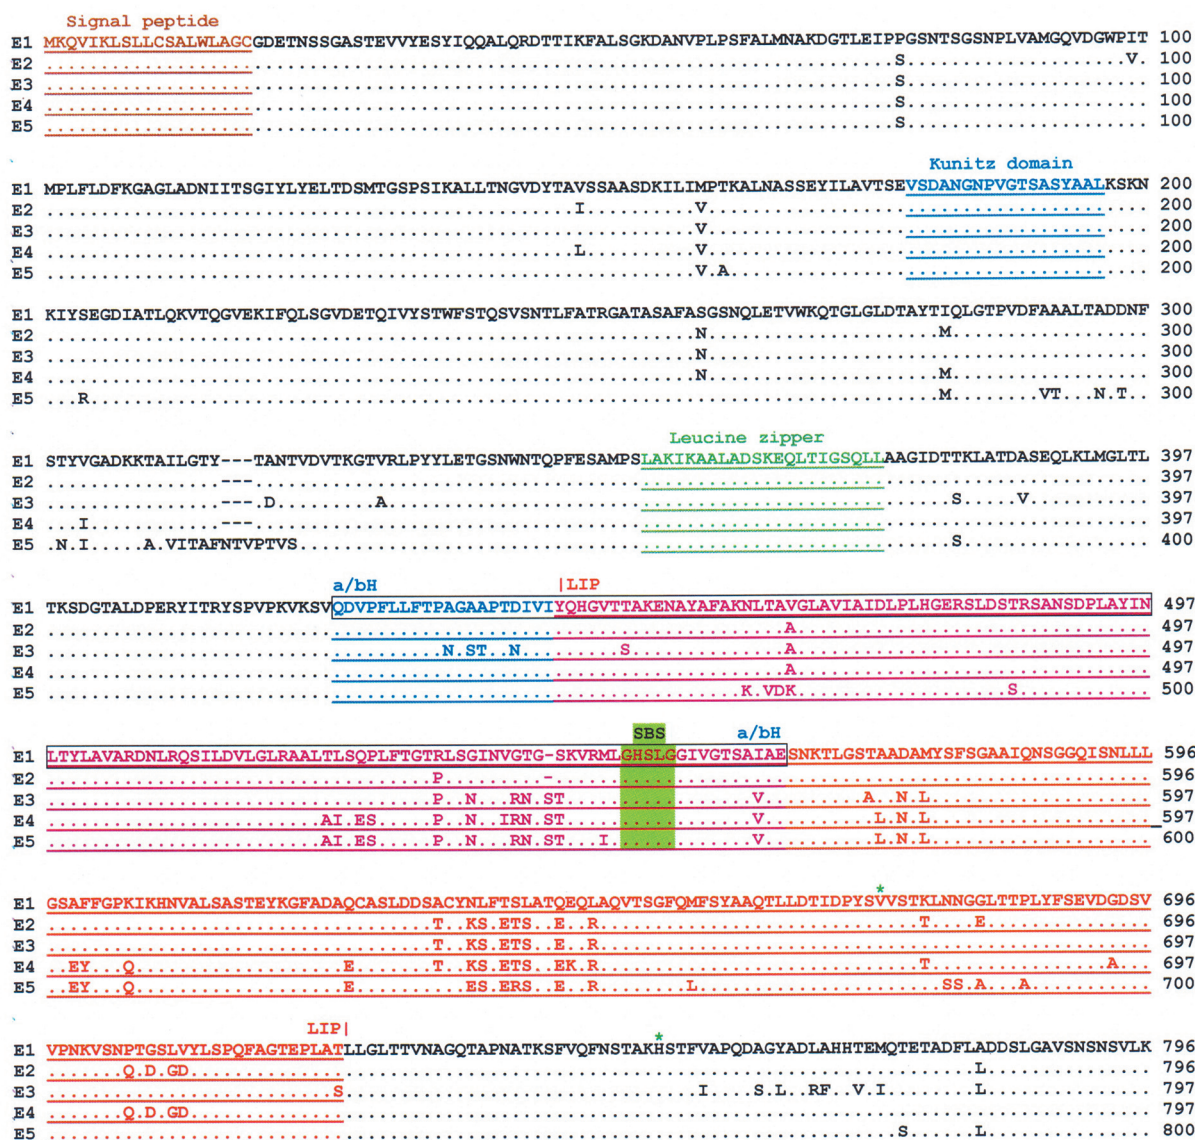 Signal peptide
E1 MKQVIKLSLLCSALWLAGCGDETNSSGASTEVVYESYIQQALQRDTTIKFALSGKDANVPLPSFALMNAKDGTLEIPPGSNTSGSNPLVAMGQVDGWPIT 100
E2 .............................................................................S....................V. 100
E3 .............................................................................S...................... 100
E4 .............................................................................S...................... 100
E5 .............................................................................S...................... 100
Kunitz domain
E1 MPLFLDFKGAGLADNIITSGIYLYELTDSMTGSPSIKALLTNGVDYTAVSSAASDKILIMPTKALNASSEYILAVTSEVSDANGNPVGTSASYAALKSKN 200
E2 ................................................I..........V........................................ 200
E3 ...........................................................V........................................ 200
E4 ................................................L..........V........................................ 200
E5 ...........................................................V.A...................................... 200
E1 KIYSEGDIATLQKVTQGVEKIFQLSGVDETQIVYSTWFSTQSVSNTLFATRGATASAFASGSNQLETVWKQTGLGLDTAYTIQLGTPVDFAAALTADDNF 300
E2 ...........................................................N.....................M.................. 300
E3 ...........................................................N........................................ 300
E4 ...........................................................N.....................M.................. 300
E5 ...R.............................................................................M........VT...N.T.. 300
Leucine zipper
E1 STYVGADKKTAILGTY---TANTVDVTKGTVRLPYYLETGSNWNTQPFESAMPSLAKIKAALADSKEQLTIGSQLLAAGIDTTKLATDASEQLKLMGLTL 397
E2 ................---................................................................................. 397
E3 ................---.D.........A...................................................S.....V........... 397
E4 ...I............---................................................................................. 397
E5 .N.I.....A.VITAFNTVPTVS...........................................................S................. 400
a/bH |LIP
E1 TKSDGTALDPERYITRYSPVPKVKSVQDVPFLLFTPAGAAPTDIVIYQHGVTTAKENAYAFAKNLTAVGLAVIAIDLPLHGERSLDSTRSANSDPLAYIN 497
E2 ...................................................................A................................ 497
E3 ....................................N.ST..N.........S..............A................................ 497
E4 ...................................................................A................................ 497
E5 ...............................................................K.VDK...................S............ 500
SBS a/bH
E1 LTYLAVARDNLRQSILDVLGLRAALTLSQPLFTGTRLSGINVGTG-SKVRMLGHSLGGIVGTSAIAESNKTLGSTAADAMYSFSGAAIQNSGGQISNLLL 596
E2 ...................................P.........-...................................................... 596
E3 ...................................P..N...RN.ST.................V.........A..N.L.................... 597
E4 .........................AI.ES.....P..N..IRN.ST.................V..........L.N.L.................... 597
E5 .........................AI.ES.....P..N...RN.ST...I.............V..........L.N.L.................... 600
*
E1 GSAFFGPKIKHNVALSASTEYKGFADAQCASLDDSACYNLFTSLATQEQLAQVTSGFQMFSYAAQTLLDTIDPYSVVSTKLNNGGLTTPLYFSEVDGDSV 696
E2 ...................................T..KS.ETS..E..R.............................T....E............... 696
E3 ...................................T..KS.ETS..E..R.................................................. 697
E4 ..EY...Q...................E.......T..KS.ETS..EK.R.............................T................A... 697
E5 ..EY...Q...................E..........ES.ERS..E..R........L......................SS.A...A........... 700
LIP| *
E1 VPNKVSNPTGSLVYLSPQFAGTEPLATLLGLTTVNAGQTAPNATKSFVQFNSTAKHSTFVAPQDAGYADLAHHTEMQTETADFLADDSLGAVSNSNSVLK 796
E2 .......Q.D.GD.......................................................................L............... 796
E3 ..........................S................................I....S.L..RF..V.I........L............... 797
E4 .......Q.D.GD....................................................................................... 797
E5 .............................................................................S......L............... 800